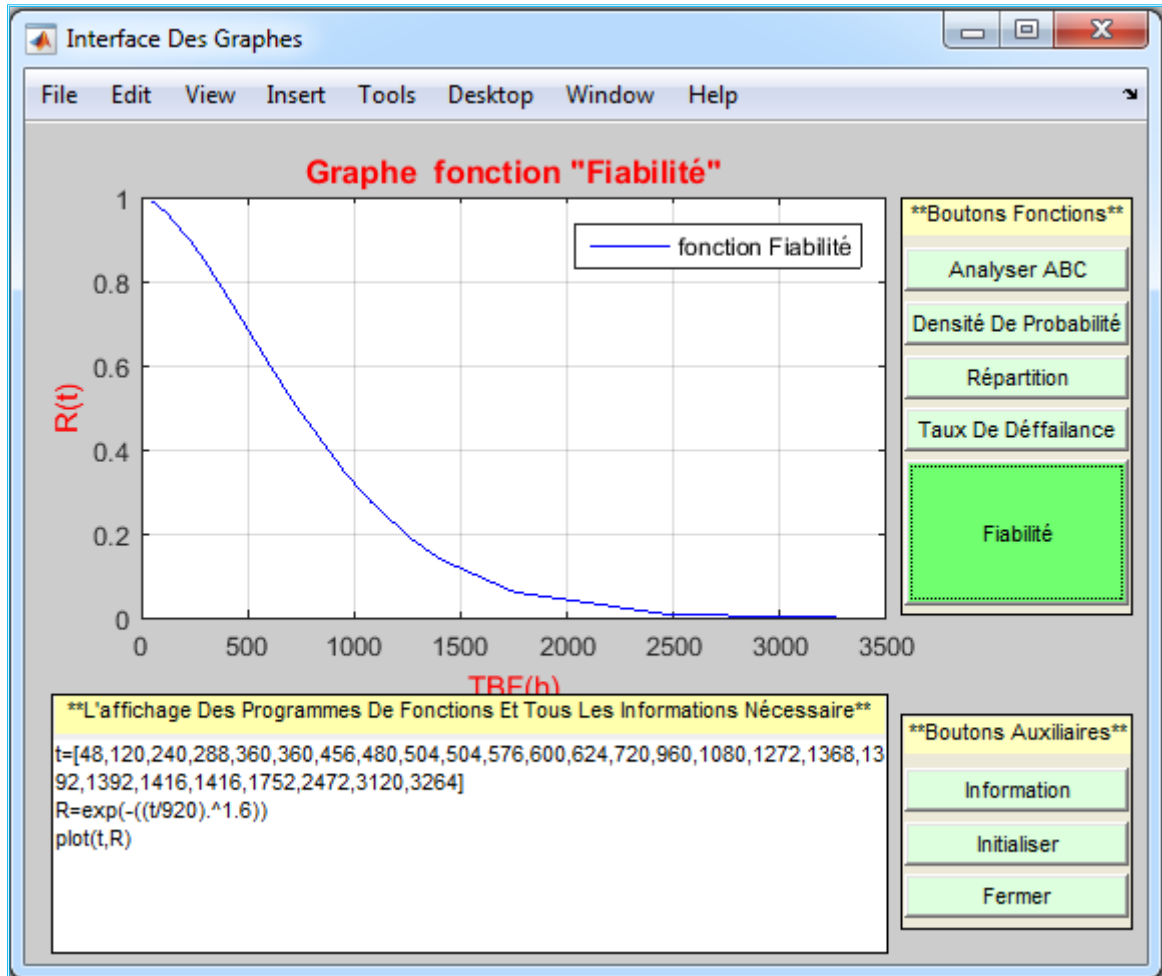 Interface Des Graphes
File Edit View Insert Tools Desktop Window Help
Graphe fonction "Fiabilité"
fonction Fiabilité
R(t)
1
0.8
0.6
0.4
0.2
0
0 500 1000 1500 2000 2500 3000 3500
TBF(h)
**Boutons Fonctions**
Analyser ABC
Densité De Probabilité
Répartition
Taux De Déffailance
Fiabilité
**L'affichage Des Programmes De Fonctions Et Tous Les Informations Nécessaire**
t=[48,120,240,288,360,360,456,480,504,504,576,600,624,720,960,1080,1272,1368,13
92,1392,1416,1416,1752,2472,3120,3264]
R=exp(-((t/920).^1.6))
plot(t,R)
**Boutons Auxiliaires**
Information
Initialiser
Fermer